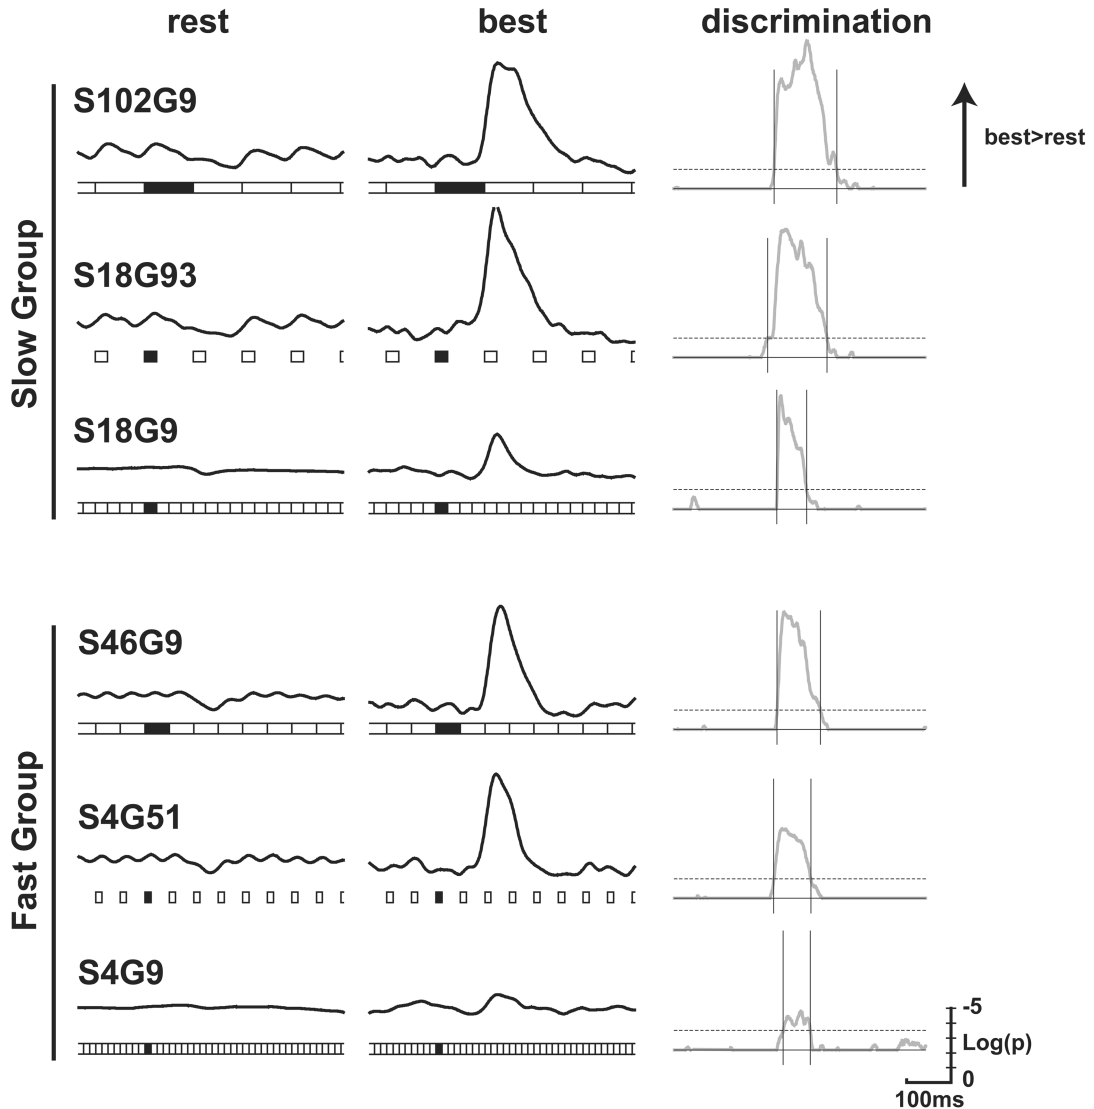 rest best discrimination
S102G9
best>rest
Slow Group
S18G93
S18G9
S46G9
Fast Group
S4G51
S4G9
-5
Log(p)
0
100ms